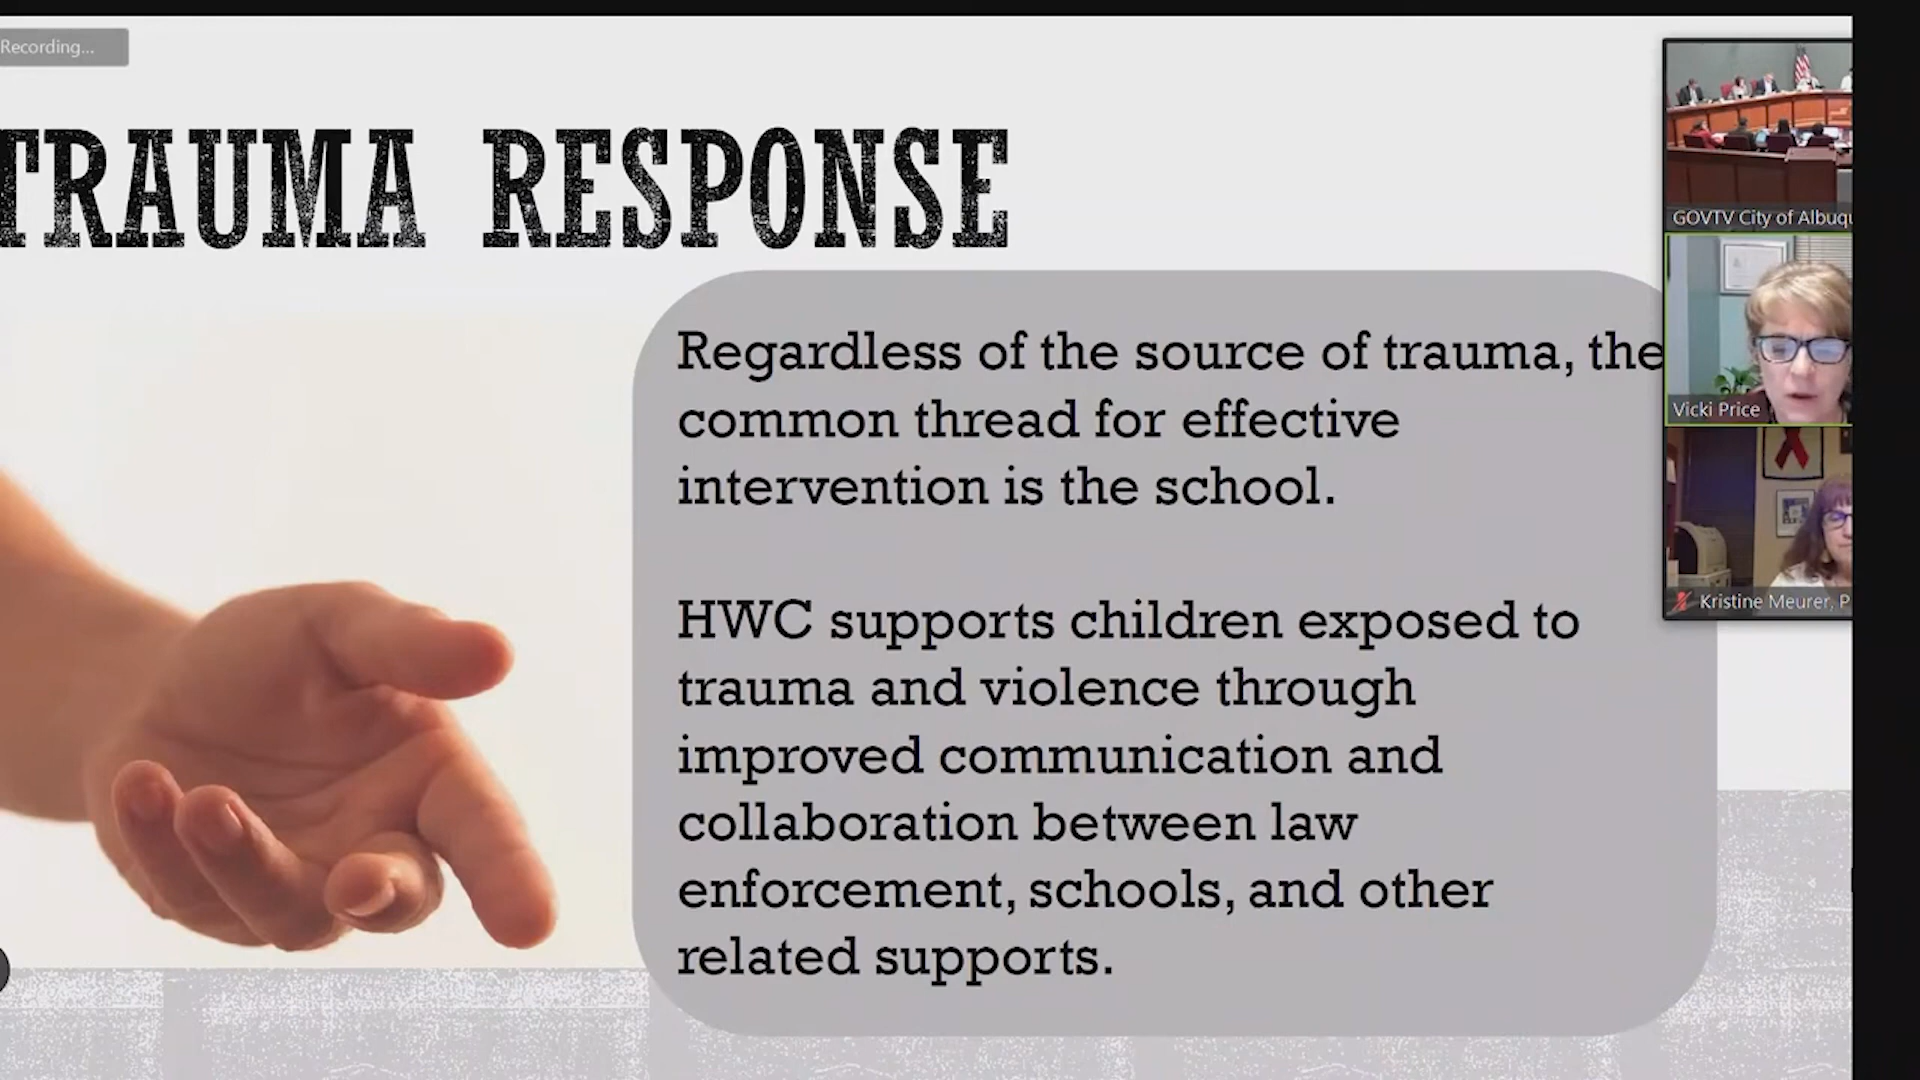 Recording...
TRAUMA RESPONSE
Regardless of the source of trauma, the
common thread for effective
intervention is the school.
HWC supports children exposed to
trauma and violence through
improved communication and
collaboration between law
enforcement, schools, and other
related supports.
GOVTV City of Albuqu
Vicki Price
Kristine Meurer, P